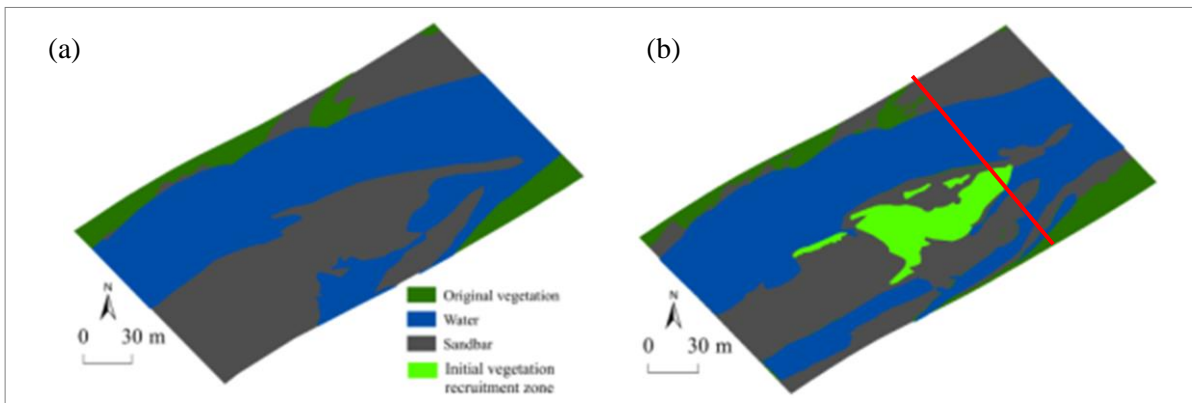 (a)
(b)
N
0 30 m
Original vegetation
Water
Sandbar
Initial vegetation
recruitment zone
N
0 30 m